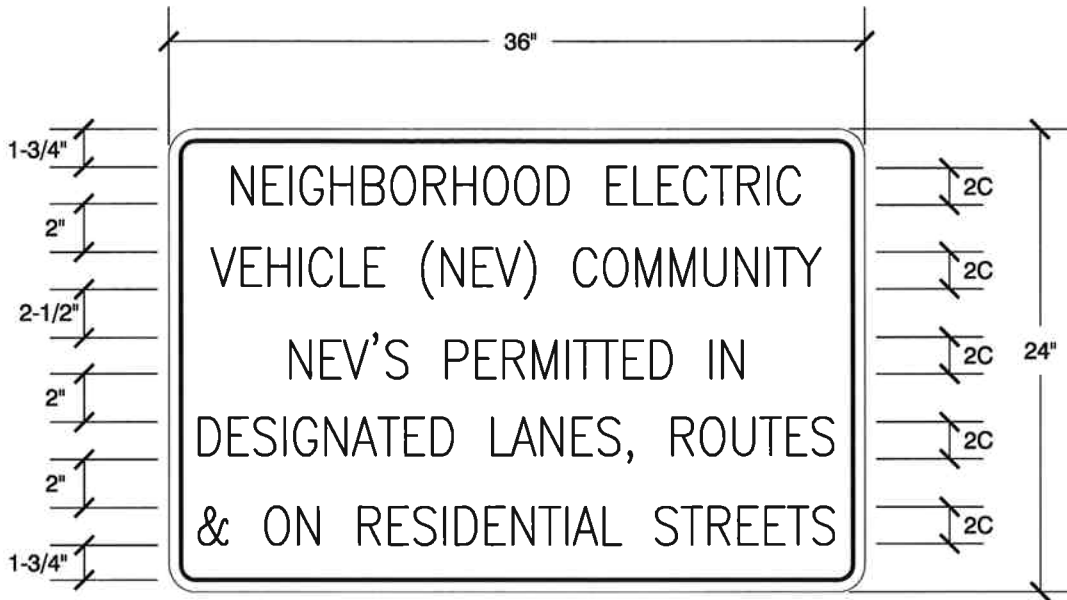 36"
1-3/4"
2"
2-1/2"
2"
2"
1-3/4"
NEIGHBORHOOD ELECTRIC
VEHICLE (NEV) COMMUNITY
NEV'S PERMITTED IN
DESIGNATED LANES, ROUTES
& ON RESIDENTIAL STREETS
2C
2C
2C
2C
2C
24"